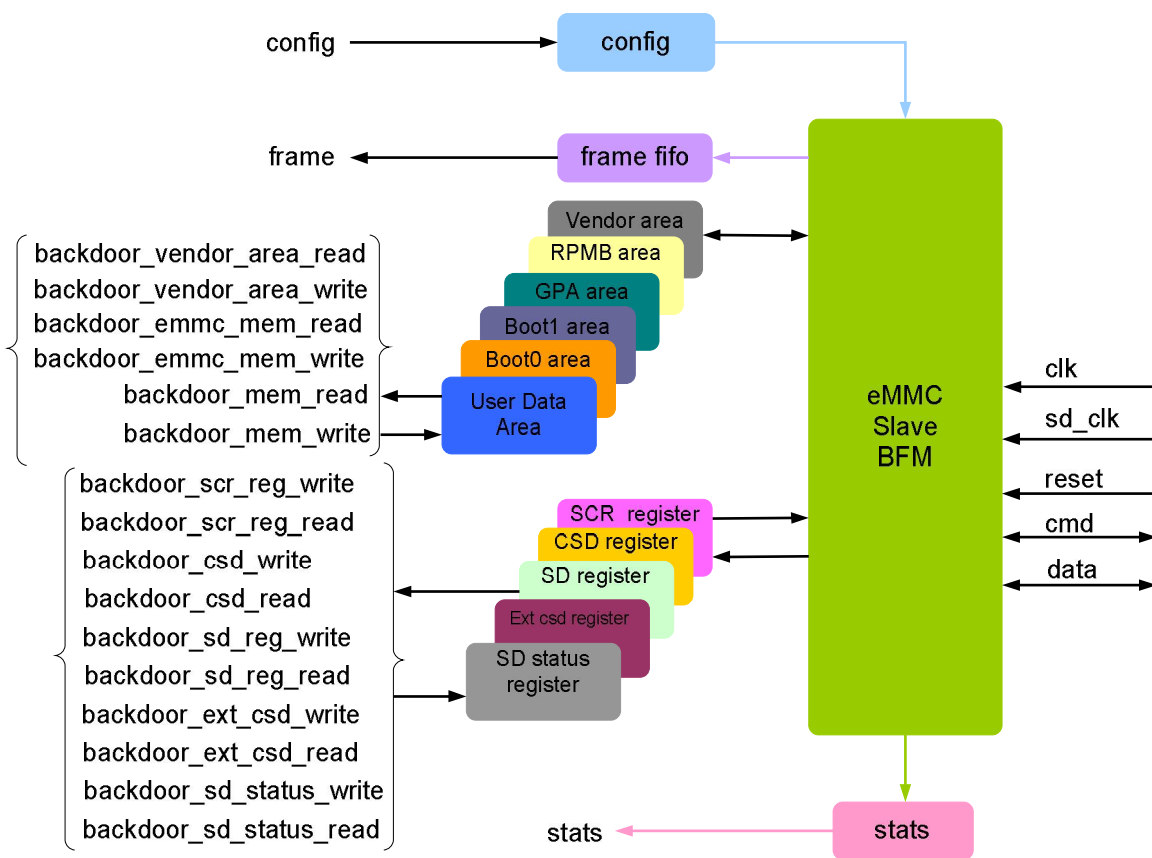 config
config
frame
frame fifo
Vendor area
RPMB area
GPA area
Boot1 area
Boot0 area
User Data
Area
backdoor_vendor_area_read
backdoor_vendor_area_write
backdoor_emmc_mem_read
backdoor_emmc_mem_write
backdoor_mem_read
backdoor_mem_write
backdoor_scr_reg_write
backdoor_scr_reg_read
backdoor_csd_write
backdoor_csd_read
backdoor_sd_reg_write
backdoor_sd_reg_read
backdoor_ext_csd_write
backdoor_ext_csd_read
backdoor_sd_status_write
backdoor_sd_status_read
SCR register
CSD register
SD register
Ext csd register
SD status
register
eMMC
Slave
BFM
clk
sd_clk
reset
cmd
data
stats
stats